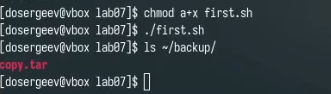 [dosergeev@vbox lab07]$ chmod a+x first.sh
[dosergeev@vbox lab07]$ ./first.sh
[dosergeev@vbox lab07]$ ls ~/backup/
copy.tar
[dosergeev@vbox lab07]$